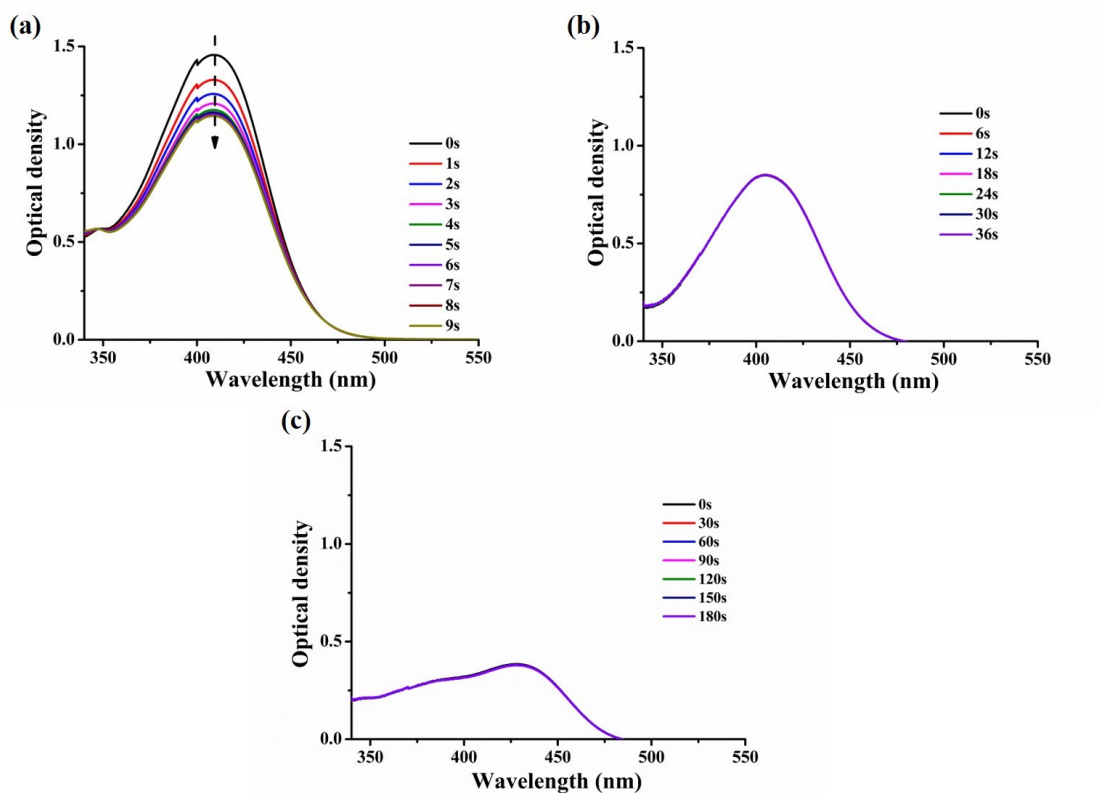 (a)
1.5
1.0
0.5
0.0
Optical density
350 400 450 500 550
Wavelength (nm)
0s
1s
2s
3s
4s
5s
6s
7s
8s
9s
(b)
1.5
1.0
0.5
0.0
Optical density
350 400 450 500 550
Wavelength (nm)
0s
6s
12s
18s
24s
30s
36s
(c)
1.5
1.0
0.5
0.0
Optical density
350 400 450 500 550
Wavelength (nm)
0s
30s
60s
90s
120s
150s
180s